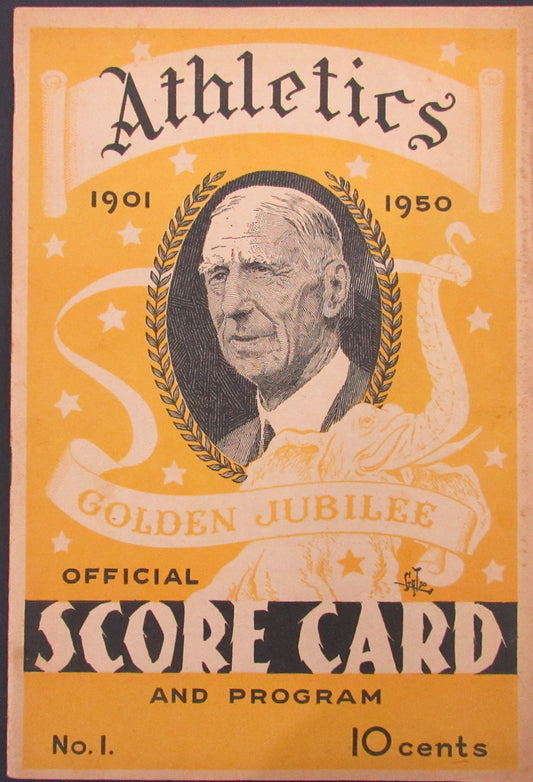 Athletics
1901 1950
GOLDEN JUBILEE
OFFICIAL
SCORE CARD
AND PROGRAM
No. 1. 10 cents